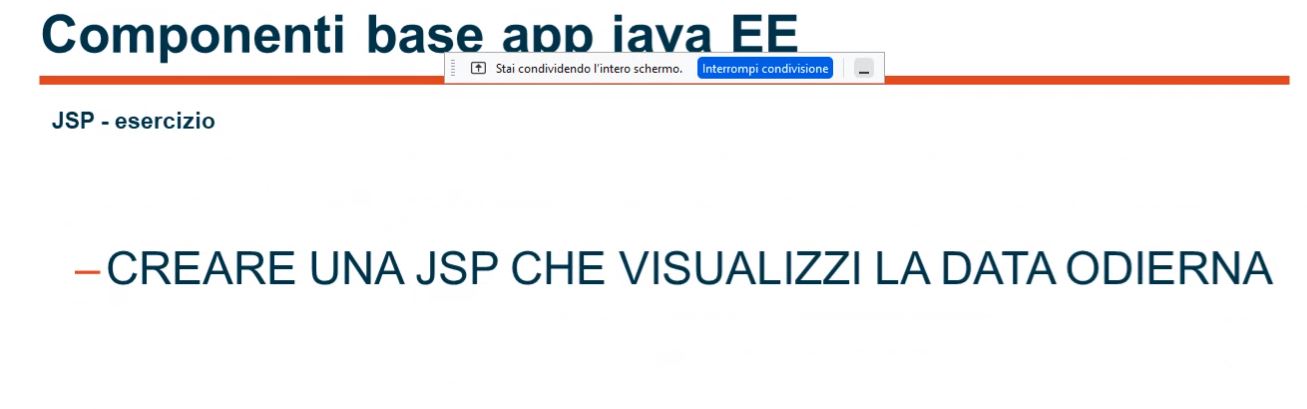 Componenti base app java EE
Stai condividendo l'intero schermo. Interrompi condivisione
JSP - esercizio
–CREARE UNA JSP CHE VISUALIZZI LA DATA ODIERNA